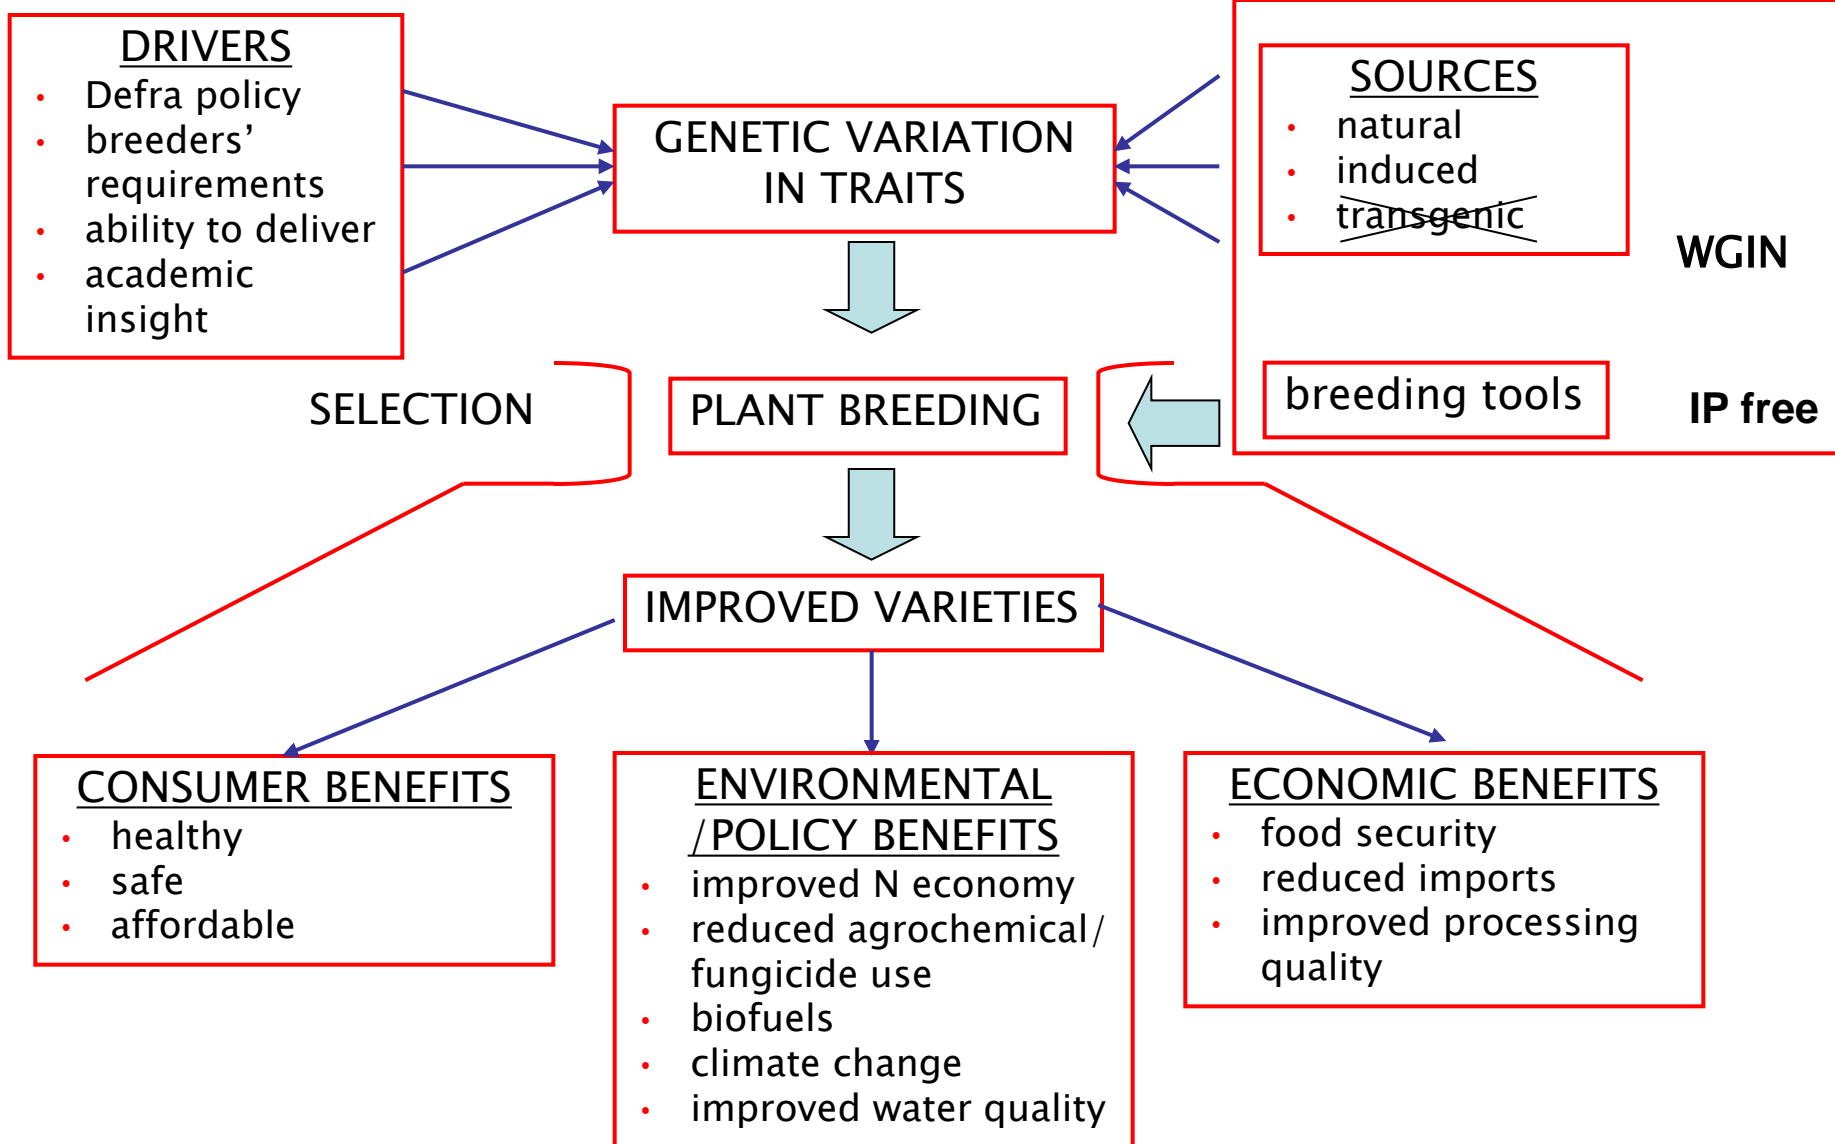 DRIVERS
• Defra policy
• breeders’
requirements
• ability to deliver
• academic
insight
GENETIC VARIATION
IN TRAITS
SOURCES
• natural
• induced
• transgenic
WGIN
SELECTION
PLANT BREEDING
breeding tools
IP free
IMPROVED VARIETIES
CONSUMER BENEFITS
• healthy
• safe
• affordable
ENVIRONMENTAL
/POLICY BENEFITS
• improved N economy
• reduced agrochemical/
fungicide use
• biofuels
• climate change
• improved water quality
ECONOMIC BENEFITS
• food security
• reduced imports
• improved processing
quality